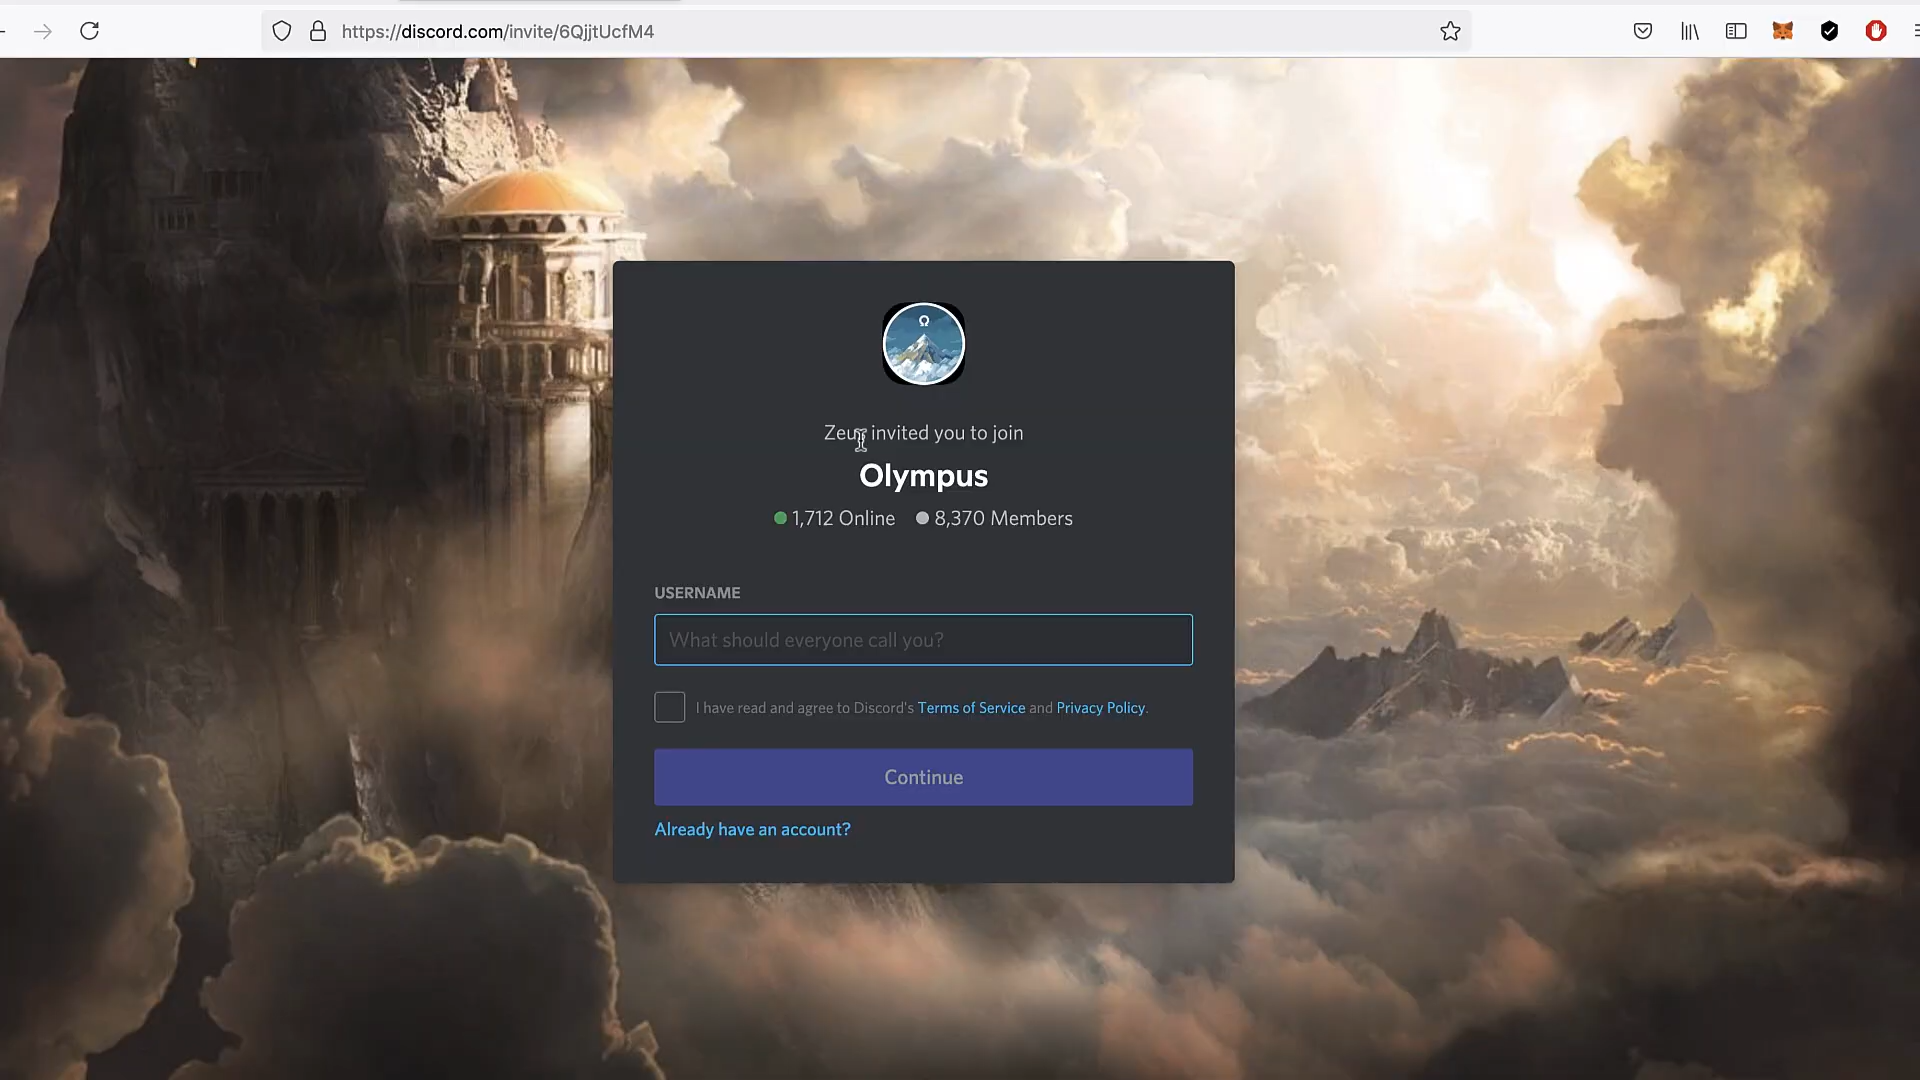 https://discord.com/invite/6QjjtUcfM4
Ω
invited you to join
Olympus
1,712 Online 8,370 Members
USERNAME
What should everyone call you?
I have read and agree to Discord's Terms of Service and Privacy Policy.
Continue
Already have an account?